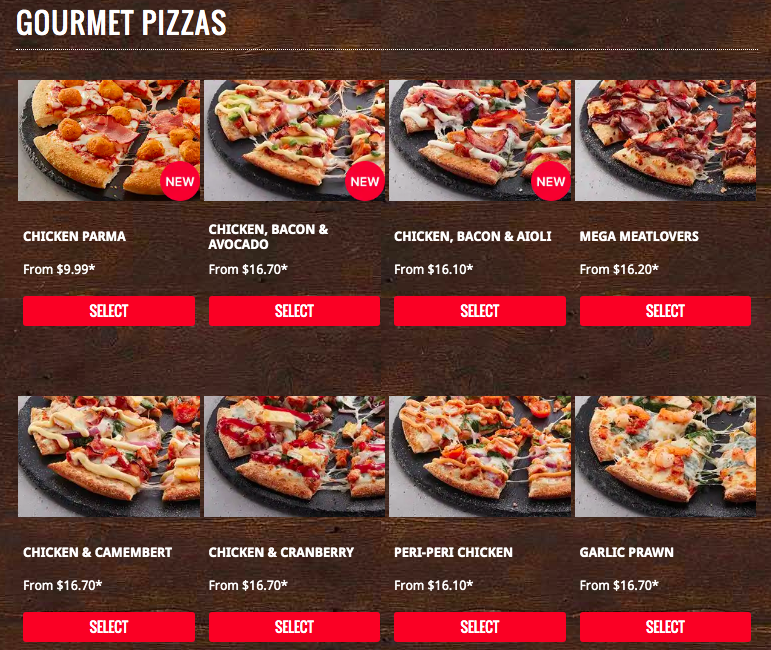 GOURMET PIZZAS
NEW
NEW
NEW
CHICKEN PARMA
CHICKEN, BACON &
AVOCADO
CHICKEN, BACON & AIOLI
MEGA MEATLOVERS
From $9.99*
From $16.70*
From $16.10*
From $16.20*
SELECT
SELECT
SELECT
SELECT
CHICKEN & CAMEMBERT
CHICKEN & CRANBERRY
PERI-PERI CHICKEN
GARLIC PRAWN
From $16.70*
From $16.70*
From $16.10*
From $16.70*
SELECT
SELECT
SELECT
SELECT